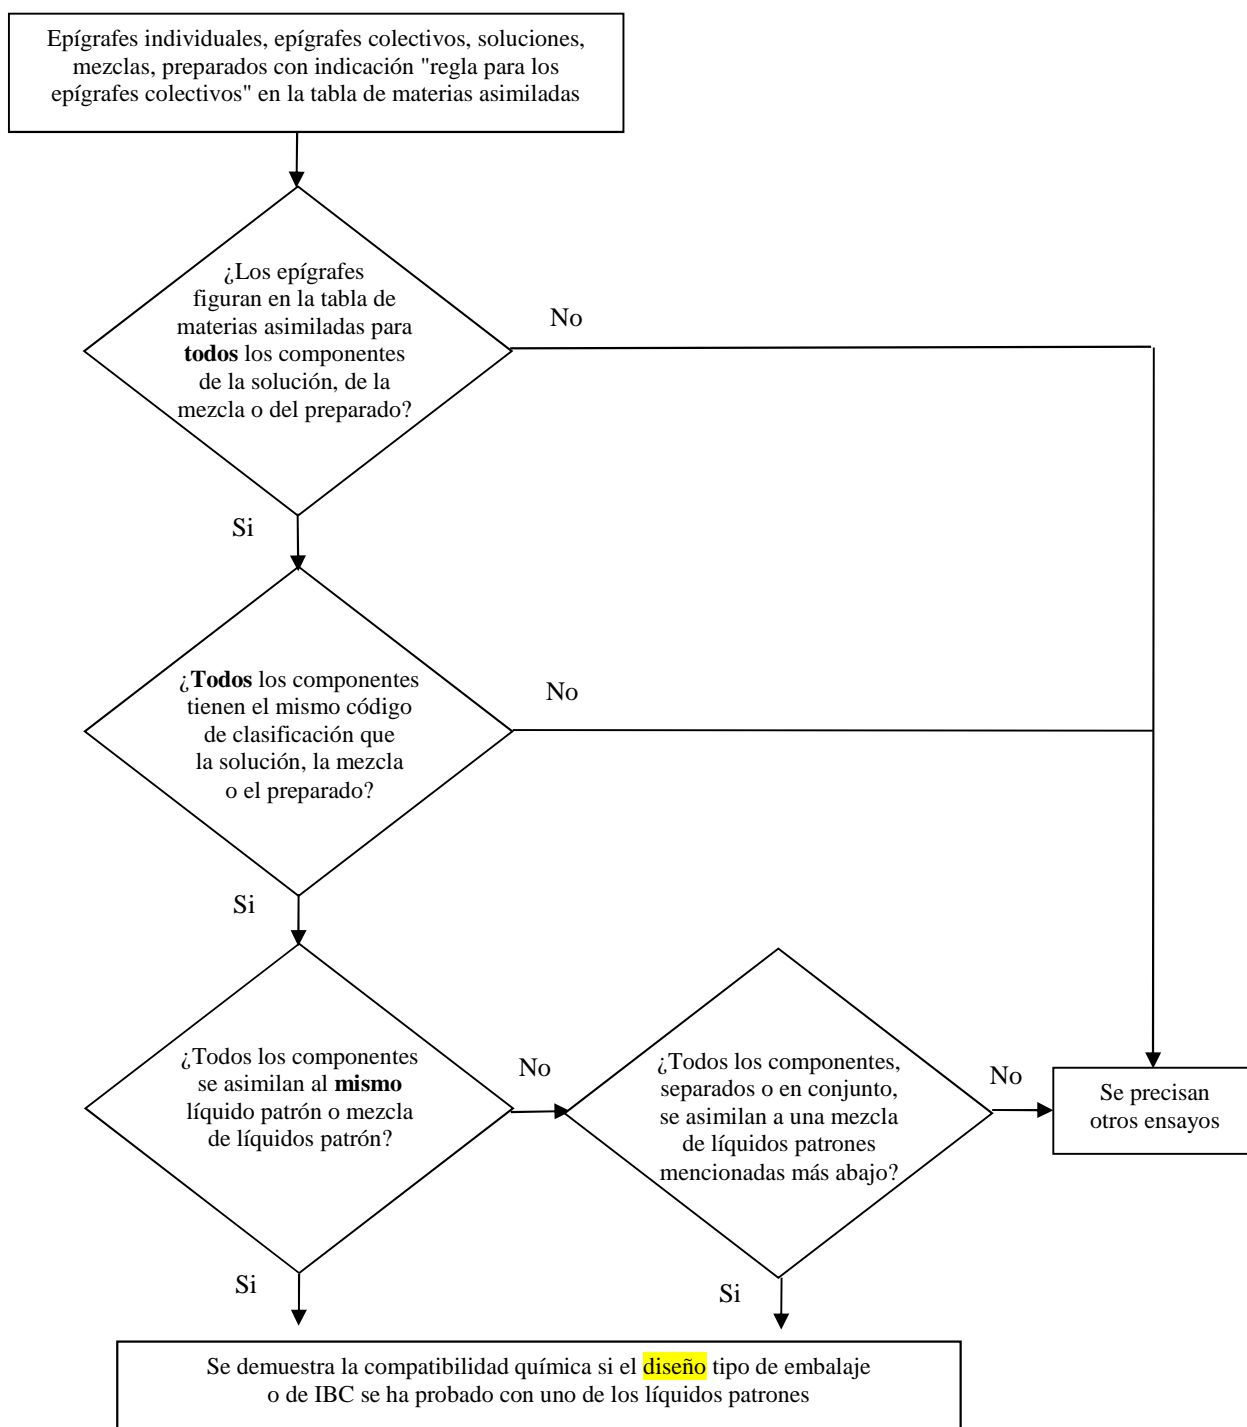 Epígrafes individuales, epígrafes colectivos, soluciones,
mezclas, preparados con indicación "regla para los
epígrafes colectivos" en la tabla de materias asimiladas
¿Los epígrafes
figuran en la tabla de
materias asimiladas para
todos los componentes
de la solución, de la
mezcla o del preparado?
No
Si
¿Todos los componentes
tienen el mismo código
de clasificación que
la solución, la mezcla
o el preparado?
No
Si
¿Todos los componentes
se asimilan al mismo
líquido patrón o mezcla
de líquidos patrón?
No
¿Todos los componentes,
separados o en conjunto,
se asimilan a una mezcla
de líquidos patrones
mencionadas más abajo?
No
Se precisan
otros ensayos
Si
Si
Se demuestra la compatibilidad química si el diseño tipo de embalaje
o de IBC se ha probado con uno de los líquidos patrones